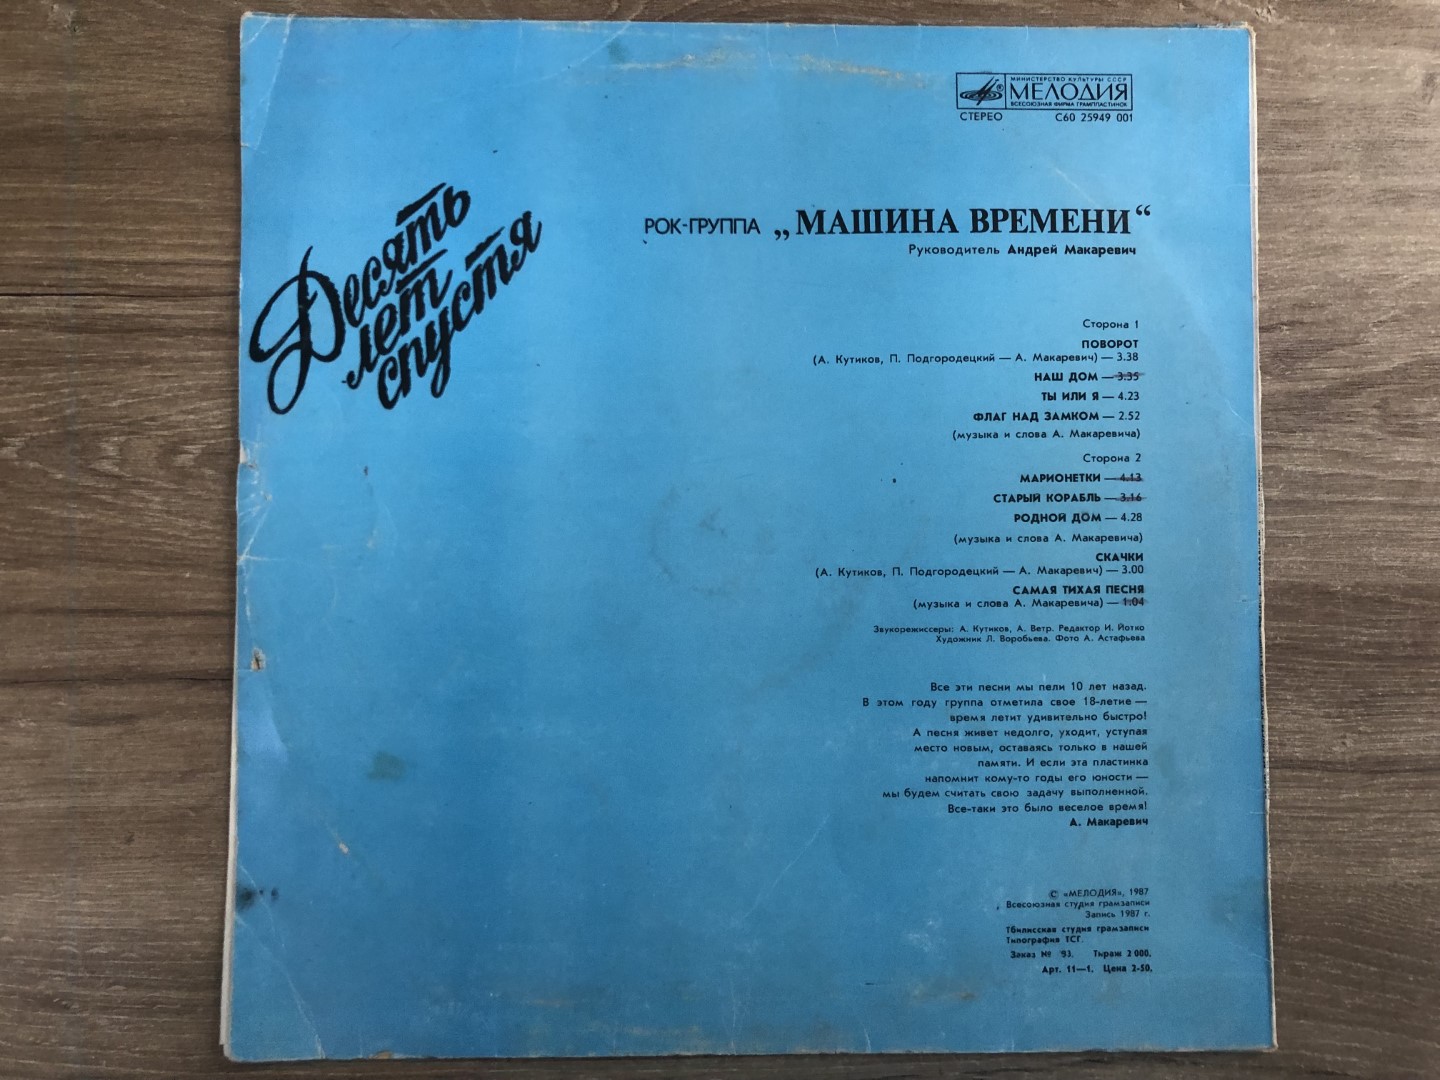 МИНИСТЕРСТВО КУЛЬТУРЫ СССР
МЕЛОДИЯ
ВСЕСОЮЗНАЯ ФИРМА ГРАМПЛАСТИНОК
СТЕРЕО С60 25949 001
Десять
лет
спустя
РОК-ГРУППА „МАШИНА ВРЕМЕНИ“
Руководитель Андрей Макаревич
Сторона 1
ПОВОРОТ
(А. Кутиков, П. Подгородецкий — А. Макаревич) — 3.38
НАШ ДОМ — 3.35
ТЫ ИЛИ Я — 4.23
ФЛАГ НАД ЗАМКОМ — 2.52
(музыка и слова А. Макаревича)
Сторона 2
МАРИОНЕТКИ — 4.13
СТАРЫЙ КОРАБЛЬ — 3.16
РОДНОЙ ДОМ — 4.28
(музыка и слова А. Макаревича)
СКАЧКИ
(А. Кутиков, П. Подгородецкий — А. Макаревич) — 3.00
САМАЯ ТИХАЯ ПЕСНЯ
(музыка и слова А. Макаревича) — 1.04
Звукорежиссеры: А. Кутиков, А. Ветр. Редактор И. Йотко
Художник Л. Воробьева. Фото А. Астафьева
Все эти песни мы пели 10 лет назад.
В этом году группа отметила свое 18-летие —
время летит удивительно быстро!
А песня живет недолго, уходит, уступая
место новым, оставаясь только в нашей
памяти. И если эта пластинка
напомнит кому-то годы его юности —
мы будем считать свою задачу выполненной.
Все-таки это было веселое время!
А. Макаревич
© «МЕЛОДИЯ», 1987
Всесоюзная студия грамзаписи
Запись 1987 г.
Тбилисская студия грамзаписи
Типография ТСГ.
Заказ № 93. Тираж 2 000.
Арт. 11—1. Цена 2-50.